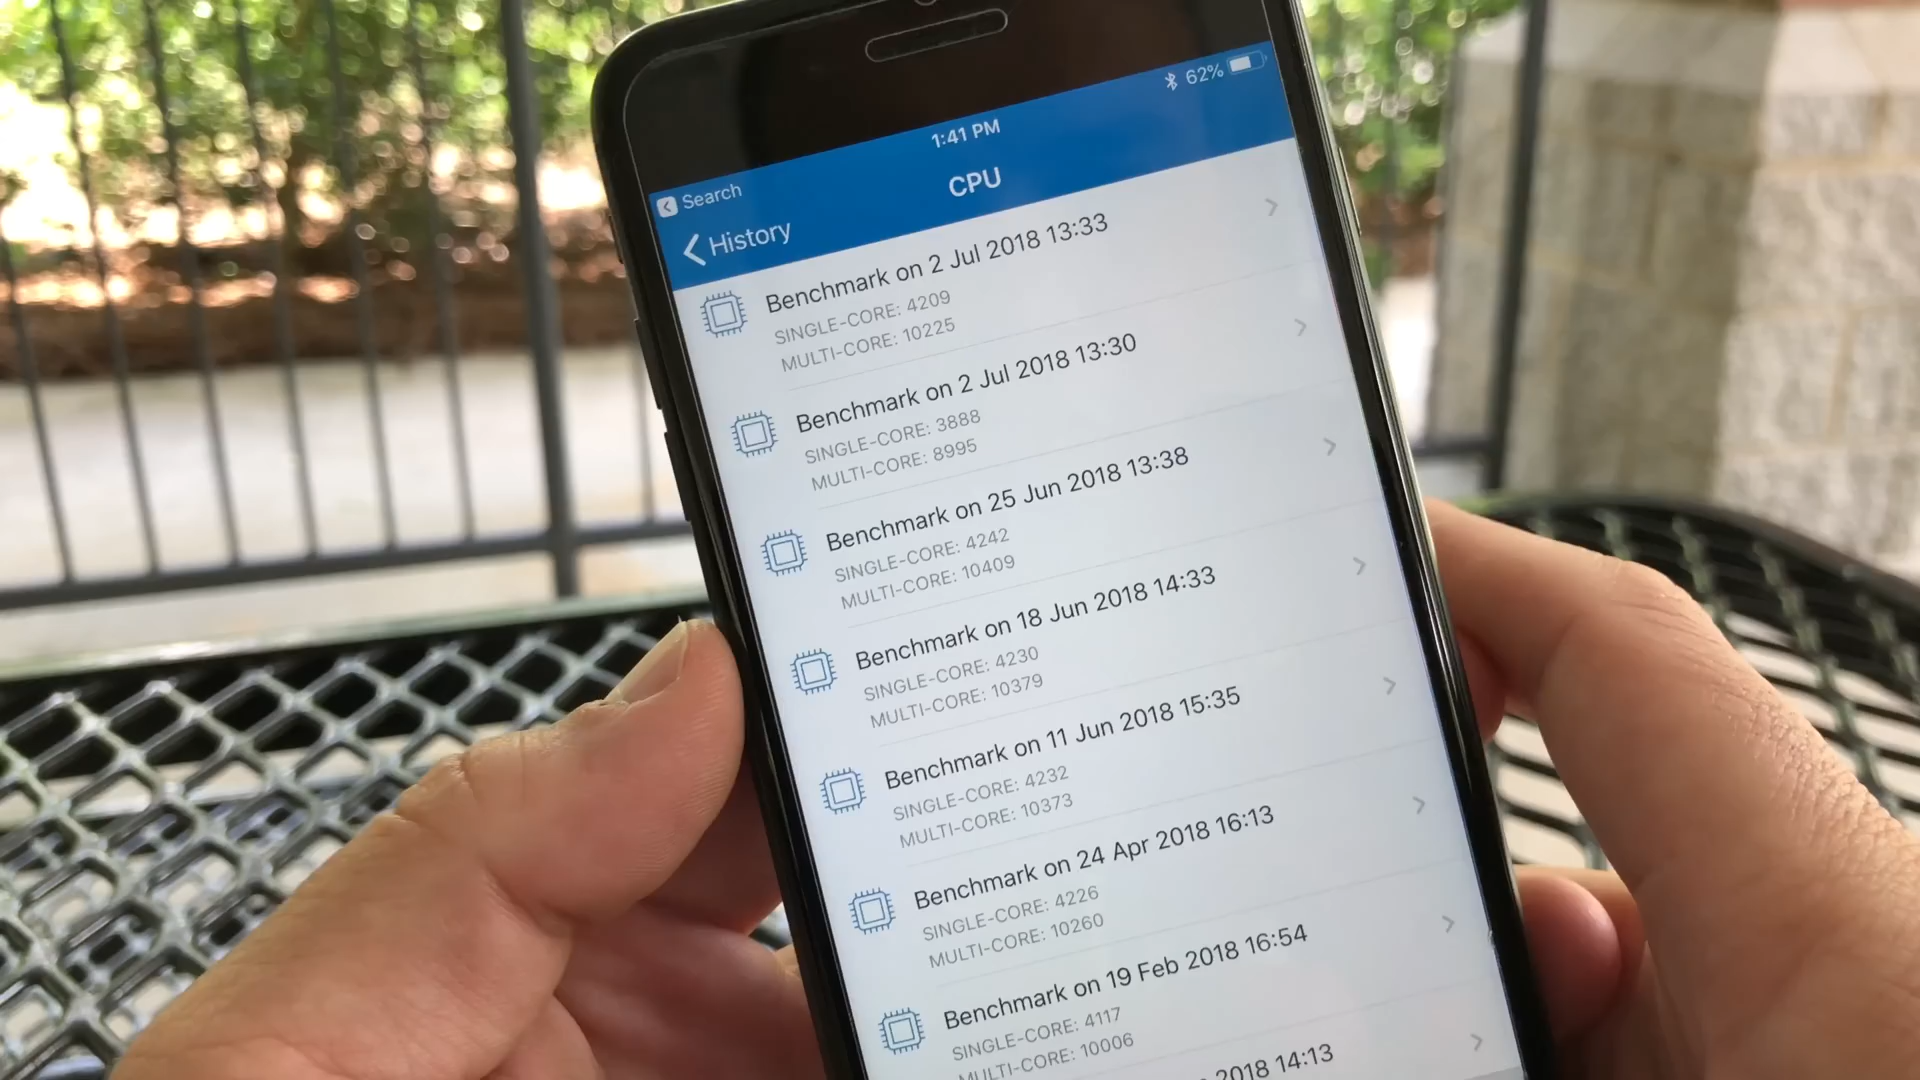 62%
1:41 PM
Search
CPU
History
Benchmark on 2 Jul 2018 13:33
SINGLE-CORE: 4209
MULTI-CORE: 10225
Benchmark on 2 Jul 2018 13:30
SINGLE-CORE: 3888
MULTI-CORE: 8995
Benchmark on 25 Jun 2018 13:38
SINGLE-CORE: 4242
MULTI-CORE: 10409
Benchmark on 18 Jun 2018 14:33
SINGLE-CORE: 4230
MULTI-CORE: 10379
Benchmark on 11 Jun 2018 15:35
SINGLE-CORE: 4232
MULTI-CORE: 10373
Benchmark on 24 Apr 2018 16:13
SINGLE-CORE: 4226
MULTI-CORE: 10260
Benchmark on 19 Feb 2018 16:54
SINGLE-CORE: 4117
MULTI-CORE: 10006
2018 14:13